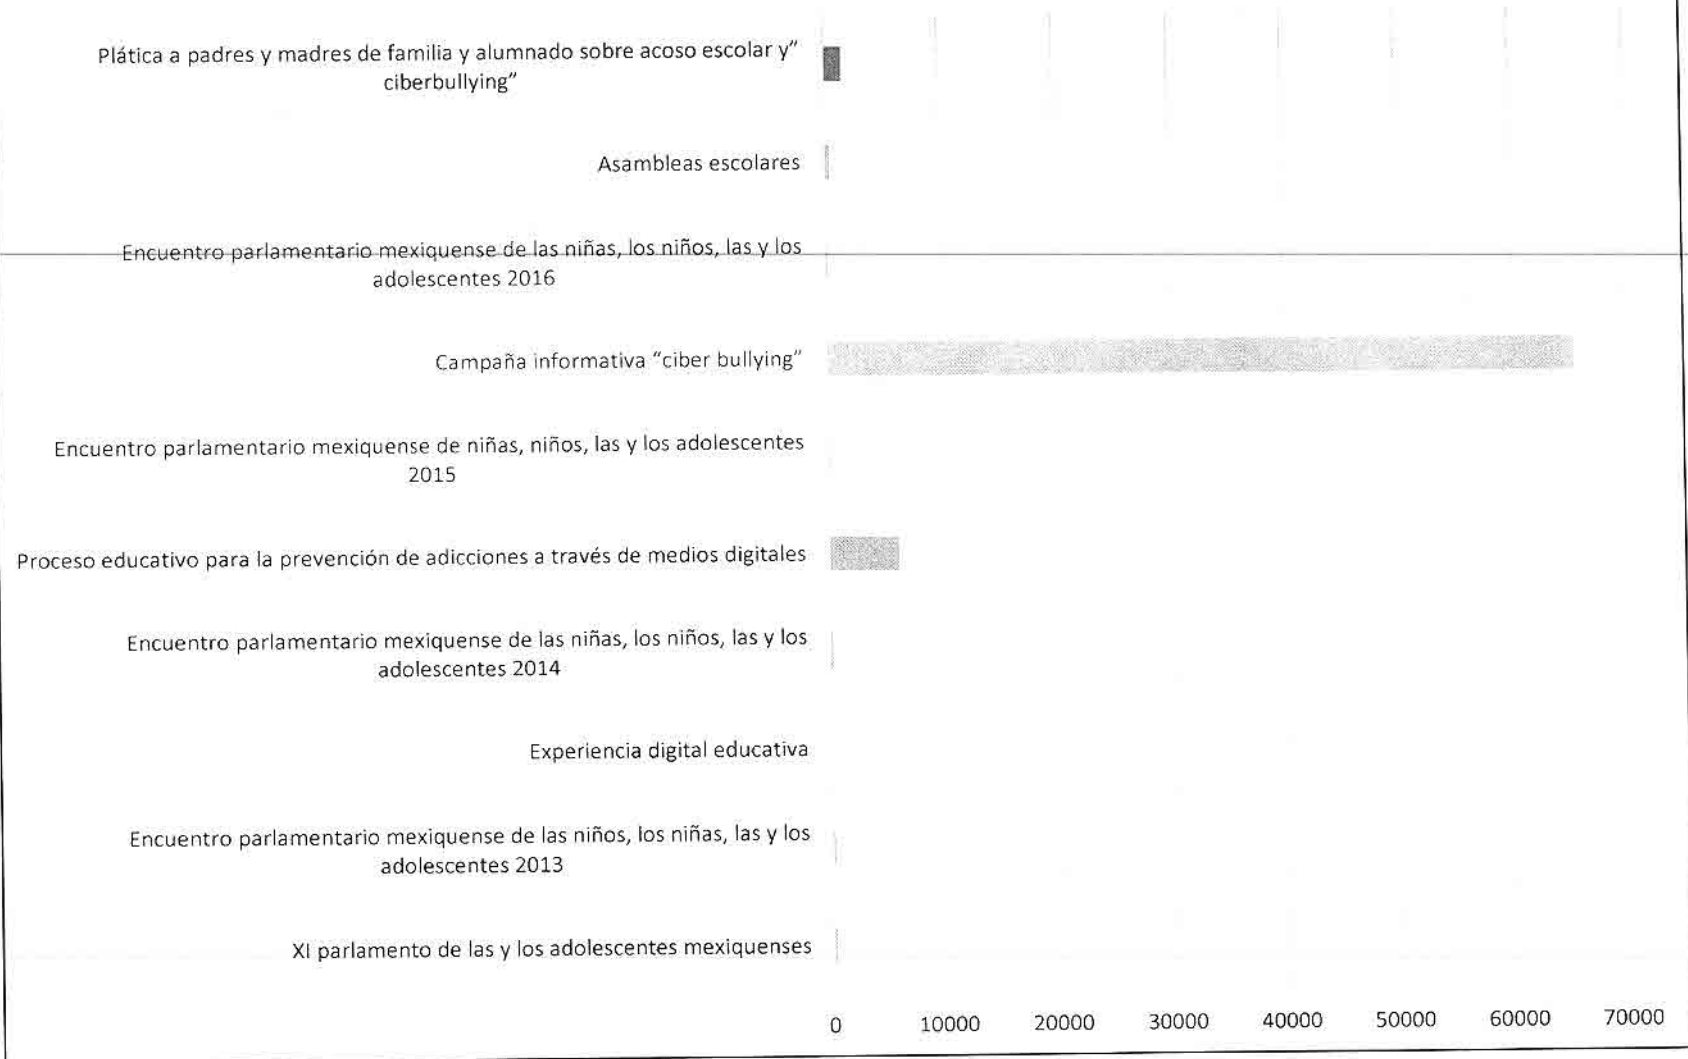 Plática a padres y madres de familia y alumnado sobre acoso escolar y”
ciberbullying”
Asambleas escolares
Encuentro parlamentario mexiquense de las niñas, los niños, las y los
adolescentes 2016
Campaña informativa “ciber bullying”
Encuentro parlamentario mexiquense de niñas, niños, las y los adolescentes
2015
Proceso educativo para la prevención de adicciones a través de medios digitales
Encuentro parlamentario mexiquense de las niñas, los niños, las y los
adolescentes 2014
Experiencia digital educativa
Encuentro parlamentario mexiquense de las niños, los niñas, las y los
adolescentes 2013
XI parlamento de las y los adolescentes mexiquenses
0 10000 20000 30000 40000 50000 60000 70000